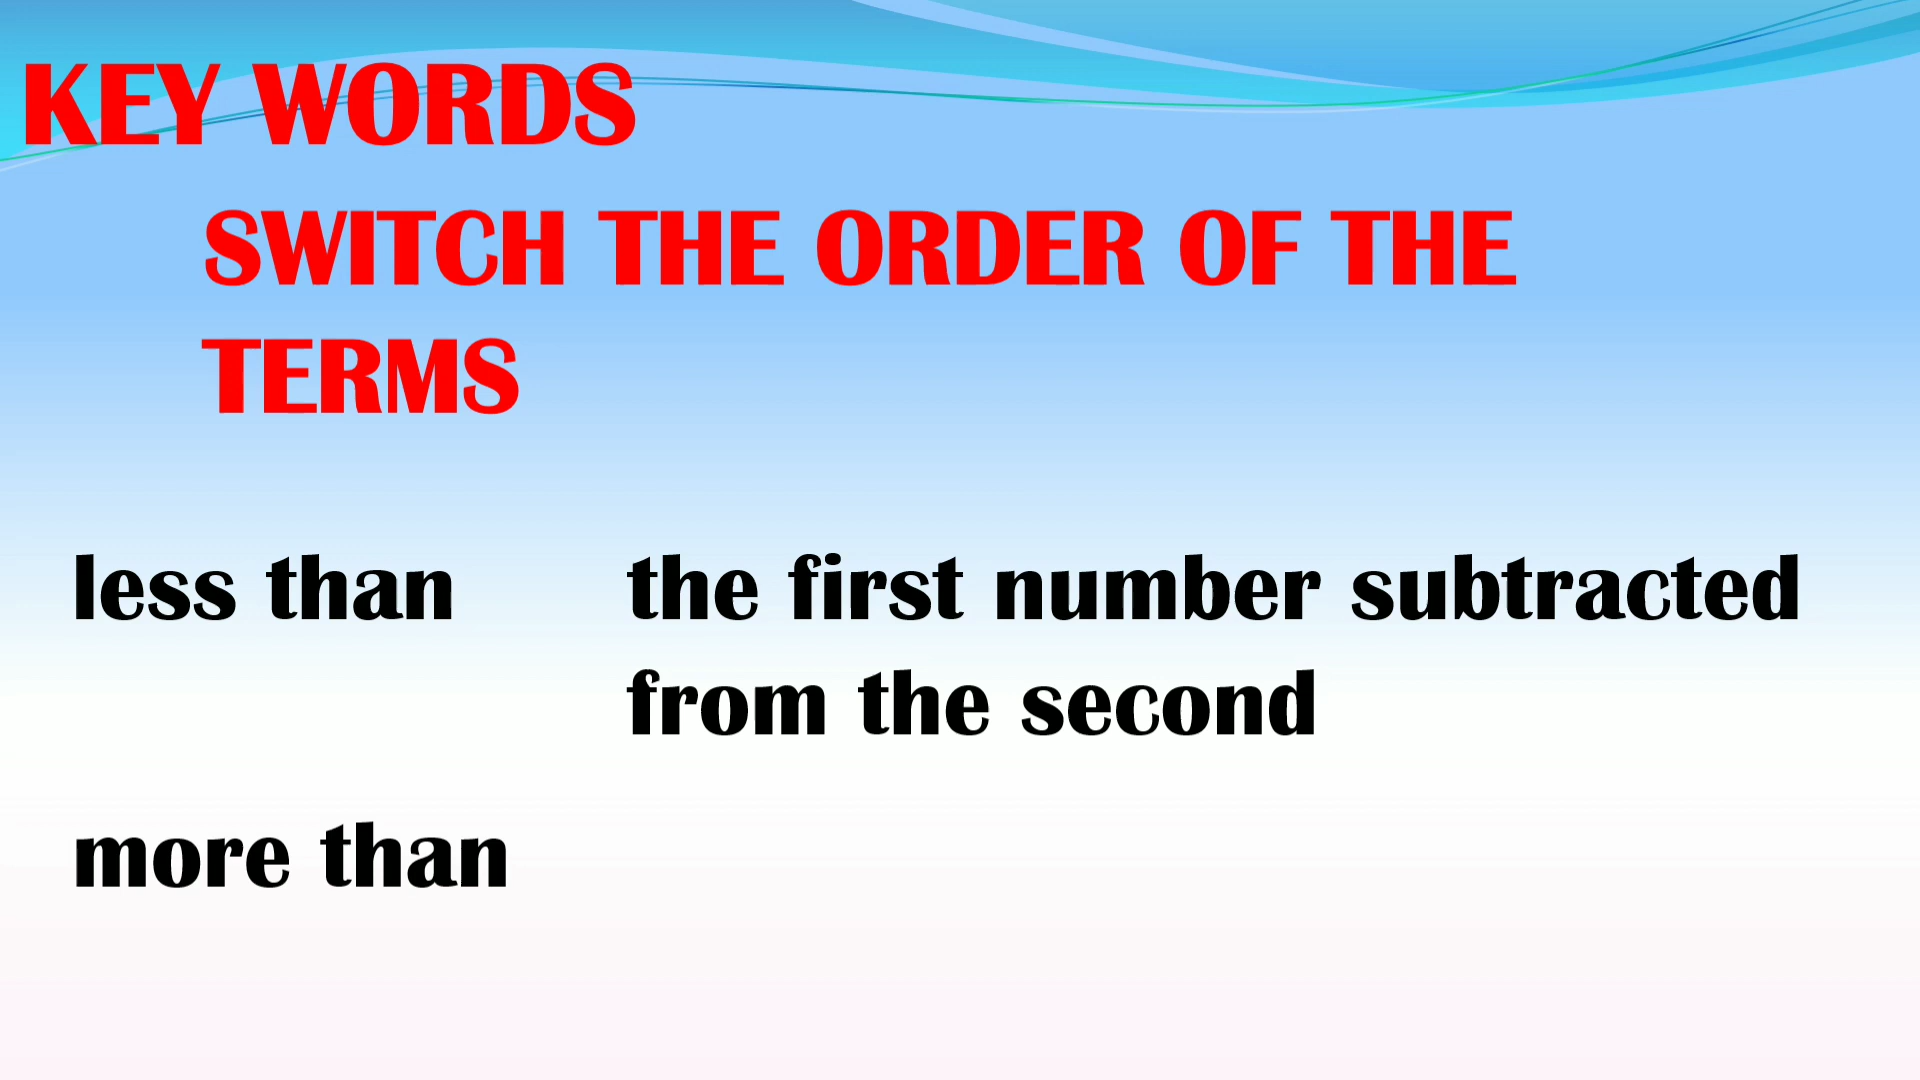 KEY WORDS
SWITCH THE ORDER OF THE
TERMS
less than the first number subtracted
from the second
more than